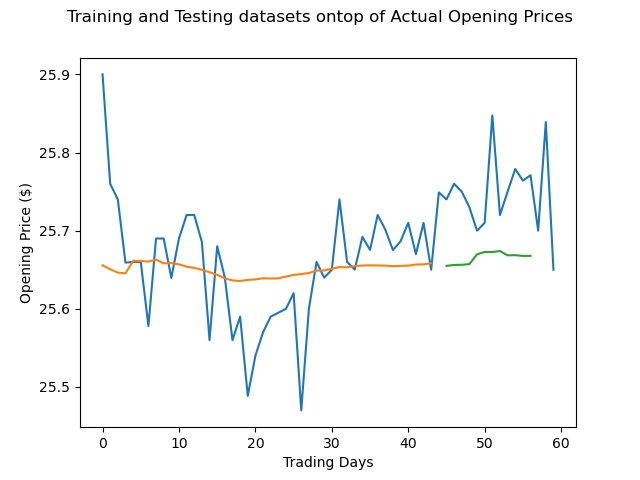 Training and Testing datasets ontop of Actual Opening Prices
25.9
25.8
25.7
25.6
25.5
Opening Price ($)
0 10 20 30 40 50 60
Trading Days